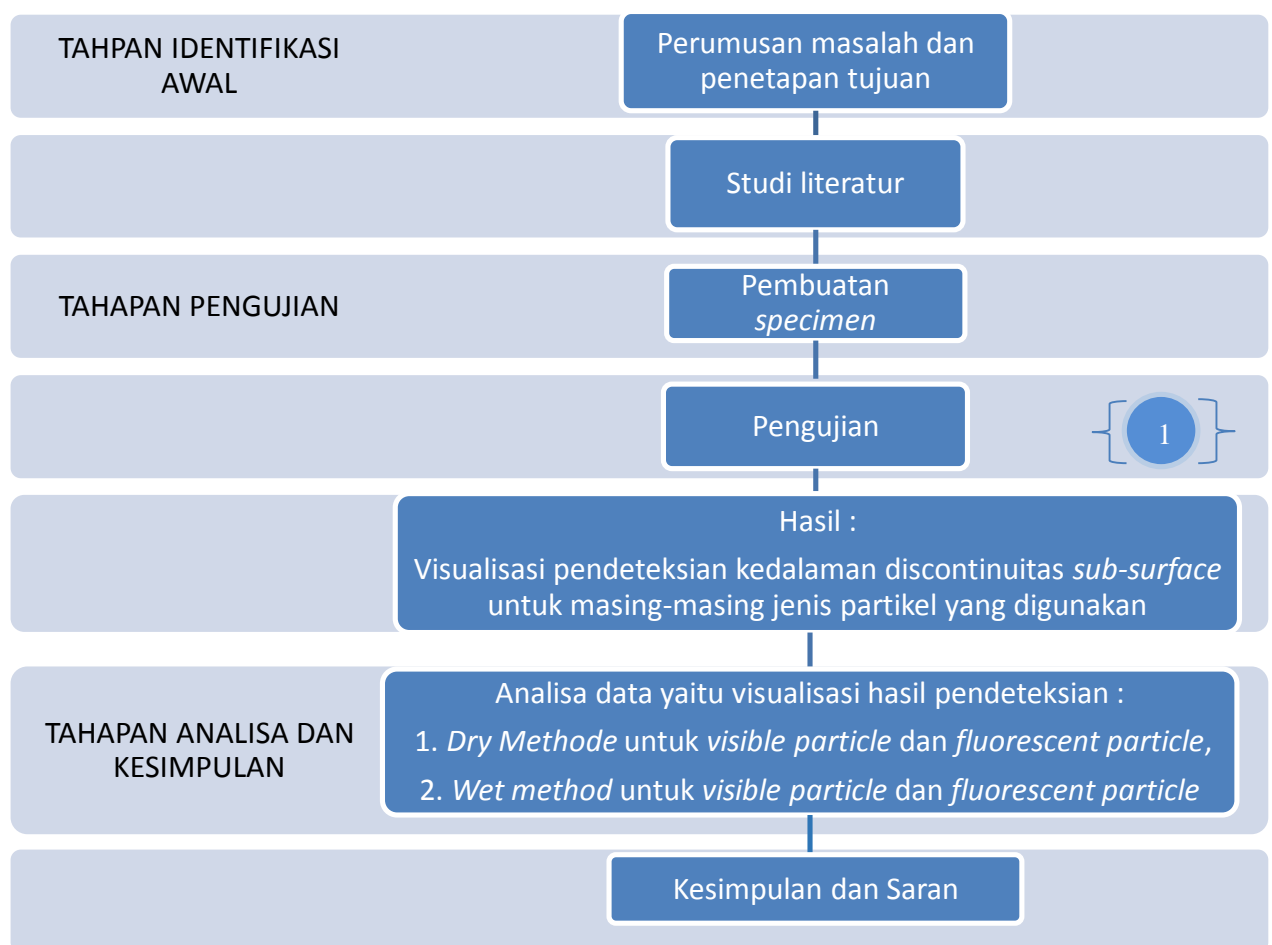 TAHPAN IDENTIFIKASI
AWAL
Perumusan masalah dan
penetapan tujuan
Studi literatur
TAHAPAN PENGUJIAN
Pembuatan
specimen
Pengujian
1
Hasil :
Visualisasi pendeteksian kedalaman discontinuitas sub-surface
untuk masing-masing jenis partikel yang digunakan
TAHAPAN ANALISA DAN
KESIMPULAN
Analisa data yaitu visualisasi hasil pendeteksian :
1. Dry Methode untuk visible particle dan fluorescent particle,
2. Wet method untuk visible particle dan fluorescent particle
Kesimpulan dan Saran